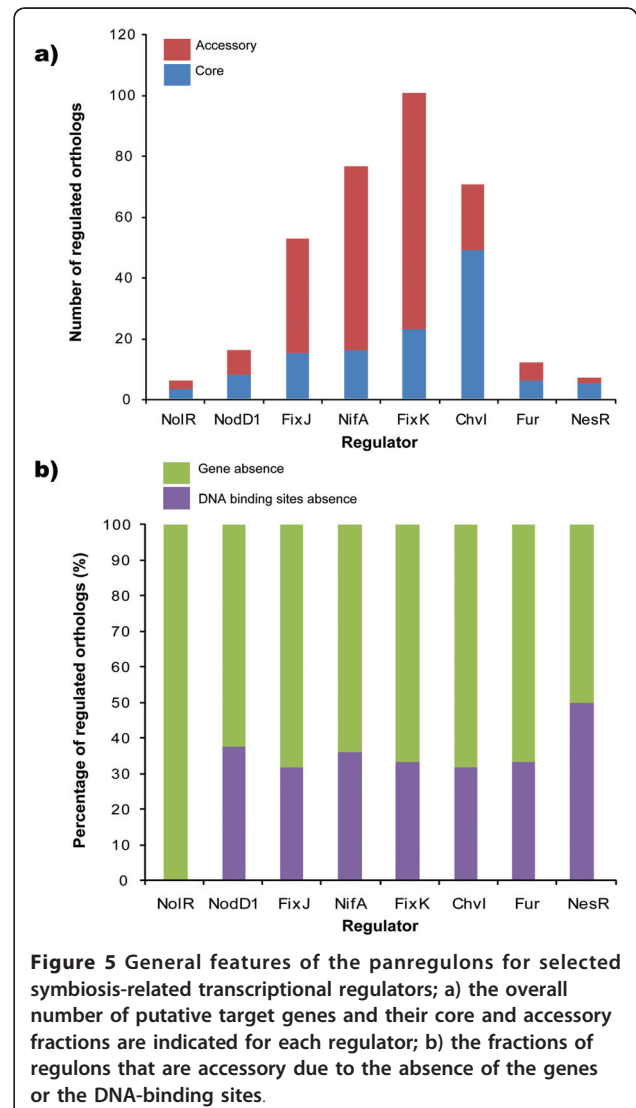 a)
Accessory
Core
120
100
80
60
40
20
0
Number of regulated orthologs
NolR NodD1 FixJ NifA FixK ChvI Fur NesR
Regulator
b)
Gene absence
DNA binding sites absence
100
90
80
70
60
50
40
30
20
10
0
Percentage of regulated orthologs (%)
NolR NodD1 FixJ NifA FixK ChvI Fur NesR
Regulator
Figure 5 General features of the panregulons for selected
symbiosis-related transcriptional regulators; a) the overall
number of putative target genes and their core and accessory
fractions are indicated for each regulator; b) the fractions of
regulons that are accessory due to the absence of the genes
or the DNA-binding sites.